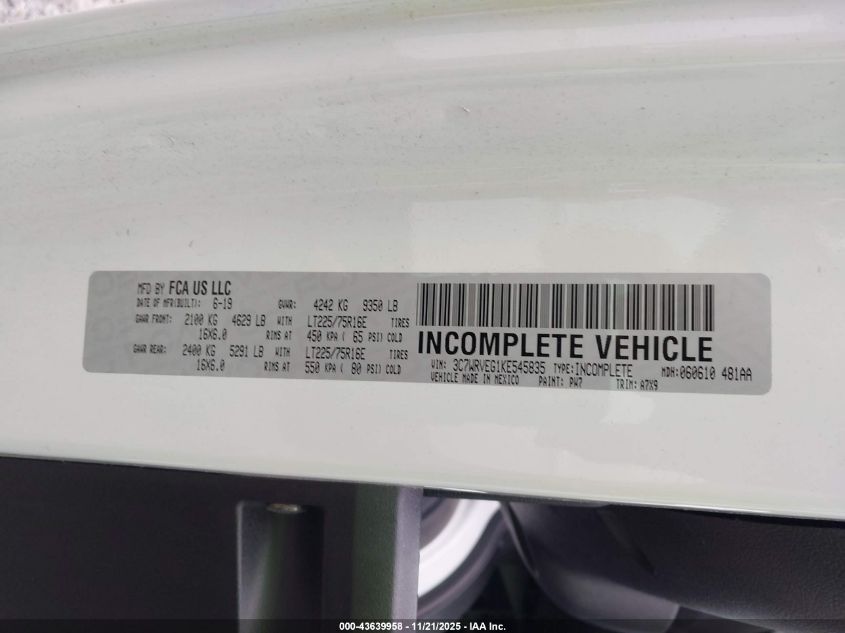 MFD BY FCA US LLC
DATE OF MFR(BUILT): 6-19 GVWR: 4242 KG 9350 LB
GAWR FRONT: 2100 KG 4629 LB WITH LT225/75R16E TIRES
16X6.0 RIMS AT 450 KPA ( 65 PSI) COLD
GAWR REAR: 2400 KG 5291 LB WITH LT225/75R16E TIRES
16X6.0 RIMS AT 550 KPA ( 80 PSI) COLD
INCOMPLETE VEHICLE
VIN: 3C7WRVEG1KE545835 TYPE:INCOMPLETE MDH:060610 481AA
VEHICLE MADE IN MEXICO PAINT: PW7 TRIM: A7X9
000-43639958 - 11/21/2025 - IAA Inc.